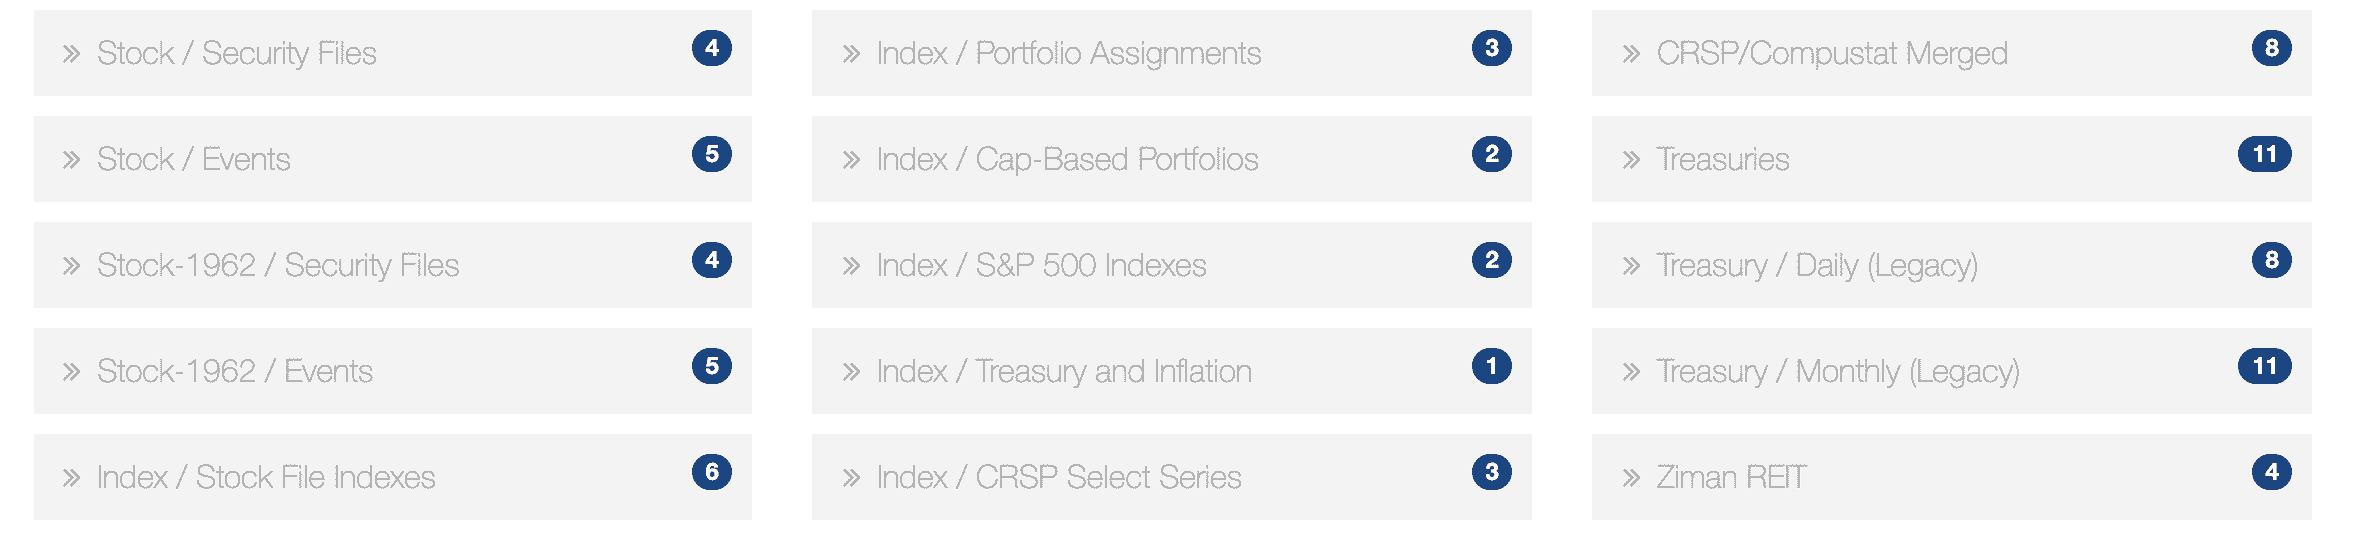 » Stock / Security Files 4
» Index / Portfolio Assignments 3
» CRSP/Compustat Merged 8
» Stock / Events 5
» Index / Cap-Based Portfolios 2
» Treasuries 11
» Stock-1962 / Security Files 4
» Index / S&P 500 Indexes 2
» Treasury / Daily (Legacy) 8
» Stock-1962 / Events 5
» Index / Treasury and Inflation 1
» Treasury / Monthly (Legacy) 11
» Index / Stock File Indexes 6
» Index / CRSP Select Series 3
» Ziman REIT 4